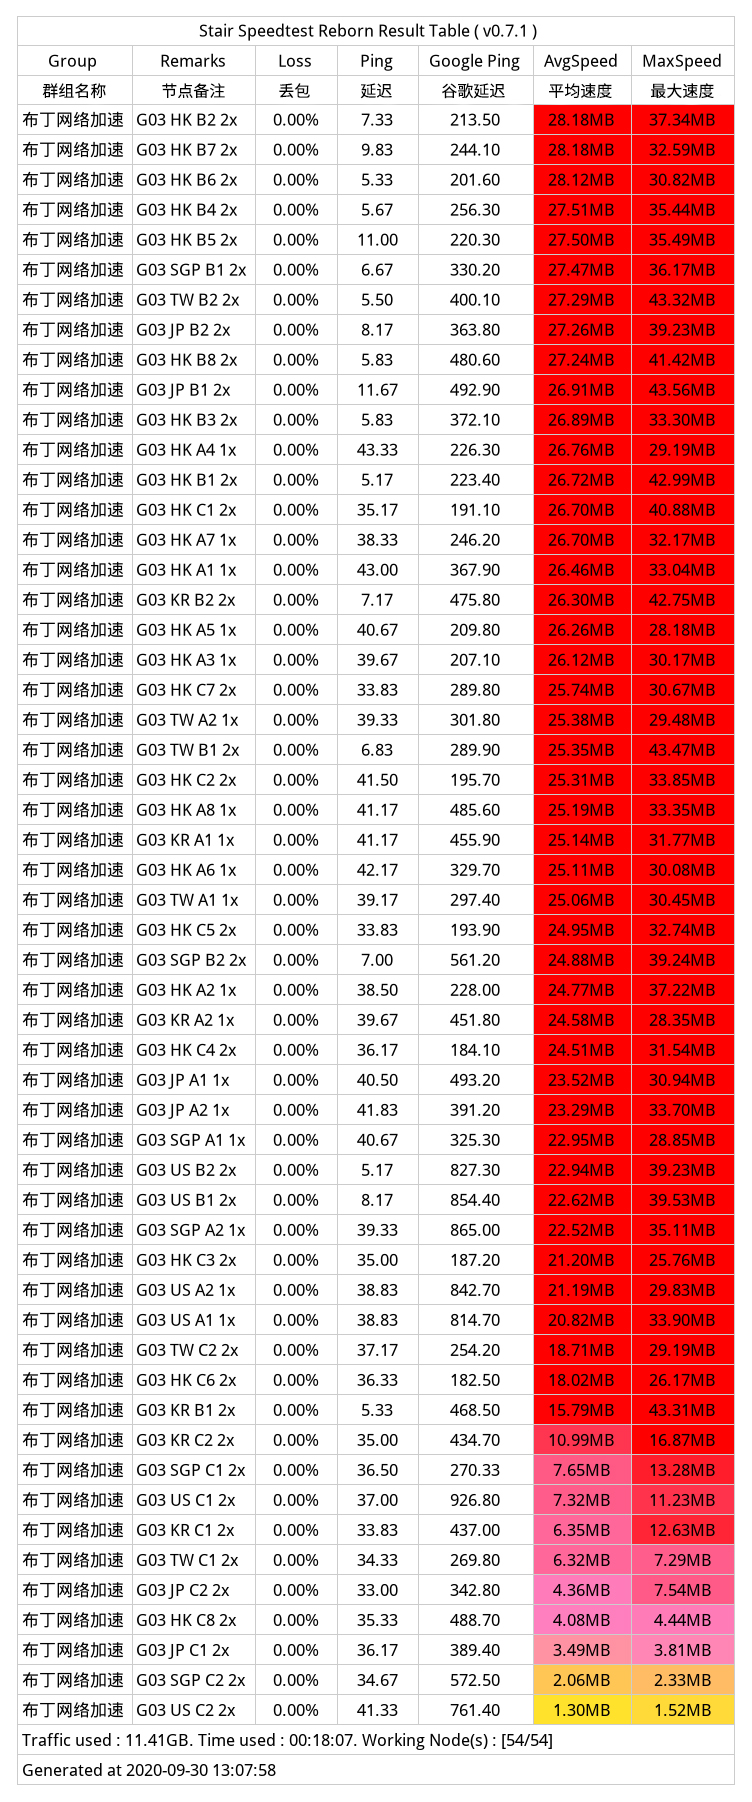 Stair Speedtest Reborn Result Table ( v0.7.1 )
Group Remarks Loss Ping Google Ping AvgSpeed MaxSpeed
群组名称 节点备注 丢包 延迟 谷歌延迟 平均速度 最大速度
布丁网络加速 G03 HK B2 2x 0.00% 7.33 213.50 28.18MB 37.34MB
布丁网络加速 G03 HK B7 2x 0.00% 9.83 244.10 28.18MB 32.59MB
布丁网络加速 G03 HK B6 2x 0.00% 5.33 201.60 28.12MB 30.82MB
布丁网络加速 G03 HK B4 2x 0.00% 5.67 256.30 27.51MB 35.44MB
布丁网络加速 G03 HK B5 2x 0.00% 11.00 220.30 27.50MB 35.49MB
布丁网络加速 G03 SGP B1 2x 0.00% 6.67 330.20 27.47MB 36.17MB
布丁网络加速 G03 TW B2 2x 0.00% 5.50 400.10 27.29MB 43.32MB
布丁网络加速 G03 JP B2 2x 0.00% 8.17 363.80 27.26MB 39.23MB
布丁网络加速 G03 HK B8 2x 0.00% 5.83 480.60 27.24MB 41.42MB
布丁网络加速 G03 JP B1 2x 0.00% 11.67 492.90 26.91MB 43.56MB
布丁网络加速 G03 HK B3 2x 0.00% 5.83 372.10 26.89MB 33.30MB
布丁网络加速 G03 HK A4 1x 0.00% 43.33 226.30 26.76MB 29.19MB
布丁网络加速 G03 HK B1 2x 0.00% 5.17 223.40 26.72MB 42.99MB
布丁网络加速 G03 HK C1 2x 0.00% 35.17 191.10 26.70MB 40.88MB
布丁网络加速 G03 HK A7 1x 0.00% 38.33 246.20 26.70MB 32.17MB
布丁网络加速 G03 HK A1 1x 0.00% 43.00 367.90 26.46MB 33.04MB
布丁网络加速 G03 KR B2 2x 0.00% 7.17 475.80 26.30MB 42.75MB
布丁网络加速 G03 HK A5 1x 0.00% 40.67 209.80 26.26MB 28.18MB
布丁网络加速 G03 HK A3 1x 0.00% 39.67 207.10 26.12MB 30.17MB
布丁网络加速 G03 HK C7 2x 0.00% 33.83 289.80 25.74MB 30.67MB
布丁网络加速 G03 TW A2 1x 0.00% 39.33 301.80 25.38MB 29.48MB
布丁网络加速 G03 TW B1 2x 0.00% 6.83 289.90 25.35MB 43.47MB
布丁网络加速 G03 HK C2 2x 0.00% 41.50 195.70 25.31MB 33.85MB
布丁网络加速 G03 HK A8 1x 0.00% 41.17 485.60 25.19MB 33.35MB
布丁网络加速 G03 KR A1 1x 0.00% 41.17 455.90 25.14MB 31.77MB
布丁网络加速 G03 HK A6 1x 0.00% 42.17 329.70 25.11MB 30.08MB
布丁网络加速 G03 TW A1 1x 0.00% 39.17 297.40 25.06MB 30.45MB
布丁网络加速 G03 HK C5 2x 0.00% 33.83 193.90 24.95MB 32.74MB
布丁网络加速 G03 SGP B2 2x 0.00% 7.00 561.20 24.88MB 39.24MB
布丁网络加速 G03 HK A2 1x 0.00% 38.50 228.00 24.77MB 37.22MB
布丁网络加速 G03 KR A2 1x 0.00% 39.67 451.80 24.58MB 28.35MB
布丁网络加速 G03 HK C4 2x 0.00% 36.17 184.10 24.51MB 31.54MB
布丁网络加速 G03 JP A1 1x 0.00% 40.50 493.20 23.52MB 30.94MB
布丁网络加速 G03 JP A2 1x 0.00% 41.83 391.20 23.29MB 33.70MB
布丁网络加速 G03 SGP A1 1x 0.00% 40.67 325.30 22.95MB 28.85MB
布丁网络加速 G03 US B2 2x 0.00% 5.17 827.30 22.94MB 39.23MB
布丁网络加速 G03 US B1 2x 0.00% 8.17 854.40 22.62MB 39.53MB
布丁网络加速 G03 SGP A2 1x 0.00% 39.33 865.00 22.52MB 35.11MB
布丁网络加速 G03 HK C3 2x 0.00% 35.00 187.20 21.20MB 25.76MB
布丁网络加速 G03 US A2 1x 0.00% 38.83 842.70 21.19MB 29.83MB
布丁网络加速 G03 US A1 1x 0.00% 38.83 814.70 20.82MB 33.90MB
布丁网络加速 G03 TW C2 2x 0.00% 37.17 254.20 18.71MB 29.19MB
布丁网络加速 G03 HK C6 2x 0.00% 36.33 182.50 18.02MB 26.17MB
布丁网络加速 G03 KR B1 2x 0.00% 5.33 468.50 15.79MB 43.31MB
布丁网络加速 G03 KR C2 2x 0.00% 35.00 434.70 10.99MB 16.87MB
布丁网络加速 G03 SGP C1 2x 0.00% 36.50 270.33 7.65MB 13.28MB
布丁网络加速 G03 US C1 2x 0.00% 37.00 926.80 7.32MB 11.23MB
布丁网络加速 G03 KR C1 2x 0.00% 33.83 437.00 6.35MB 12.63MB
布丁网络加速 G03 TW C1 2x 0.00% 34.33 269.80 6.32MB 7.29MB
布丁网络加速 G03 JP C2 2x 0.00% 33.00 342.80 4.36MB 7.54MB
布丁网络加速 G03 HK C8 2x 0.00% 35.33 488.70 4.08MB 4.44MB
布丁网络加速 G03 JP C1 2x 0.00% 36.17 389.40 3.49MB 3.81MB
布丁网络加速 G03 SGP C2 2x 0.00% 34.67 572.50 2.06MB 2.33MB
布丁网络加速 G03 US C2 2x 0.00% 41.33 761.40 1.30MB 1.52MB
Traffic used : 11.41GB. Time used : 00:18:07. Working Node(s) : [54/54]
Generated at 2020-09-30 13:07:58